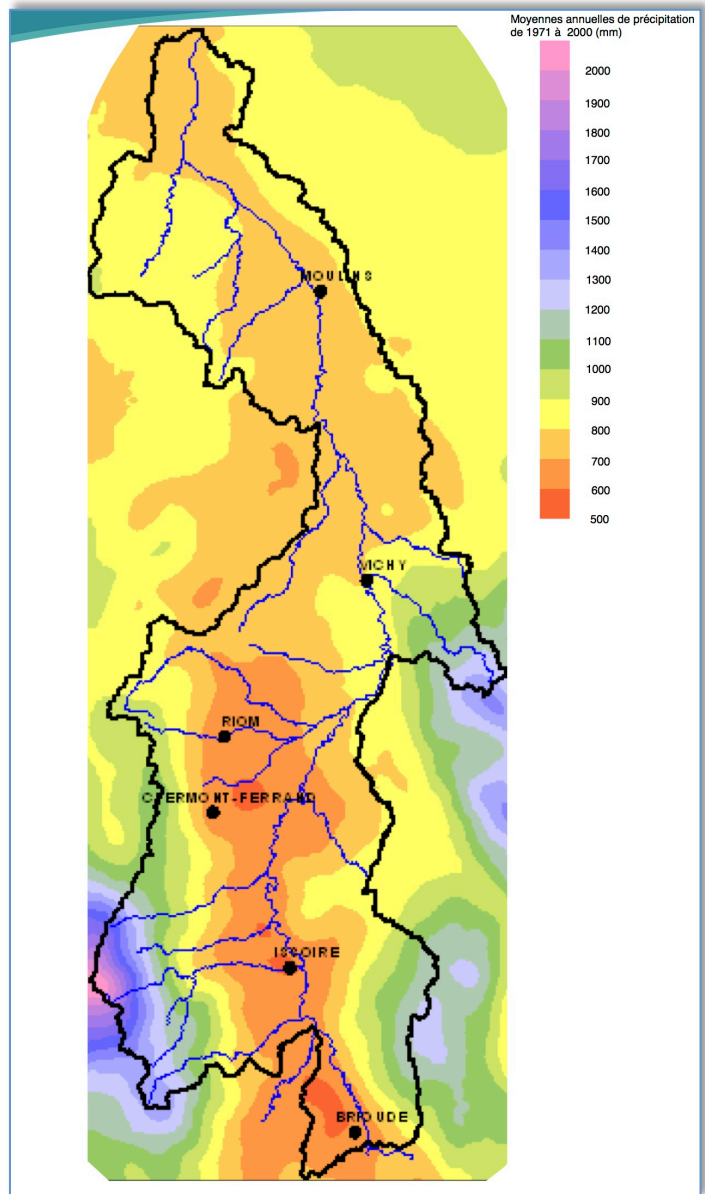 Moyennes annuelles de précipitation
de 1971 à 2000 (mm)
2000
1900
1800
1700
1600
1500
1400
1300
1200
1100
1000
900
800
700
600
500
MOULINS
VICHY
RIOM
CLERMONT-FERRAND
ISSOIRE
BRIOUDE